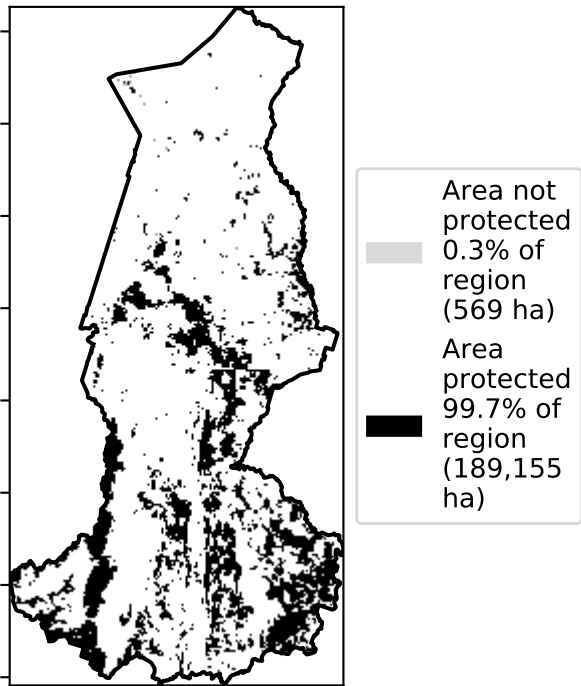 Area not
protected
0.3% of
region
(569 ha)
Area
protected
99.7% of
region
(189,155
ha)